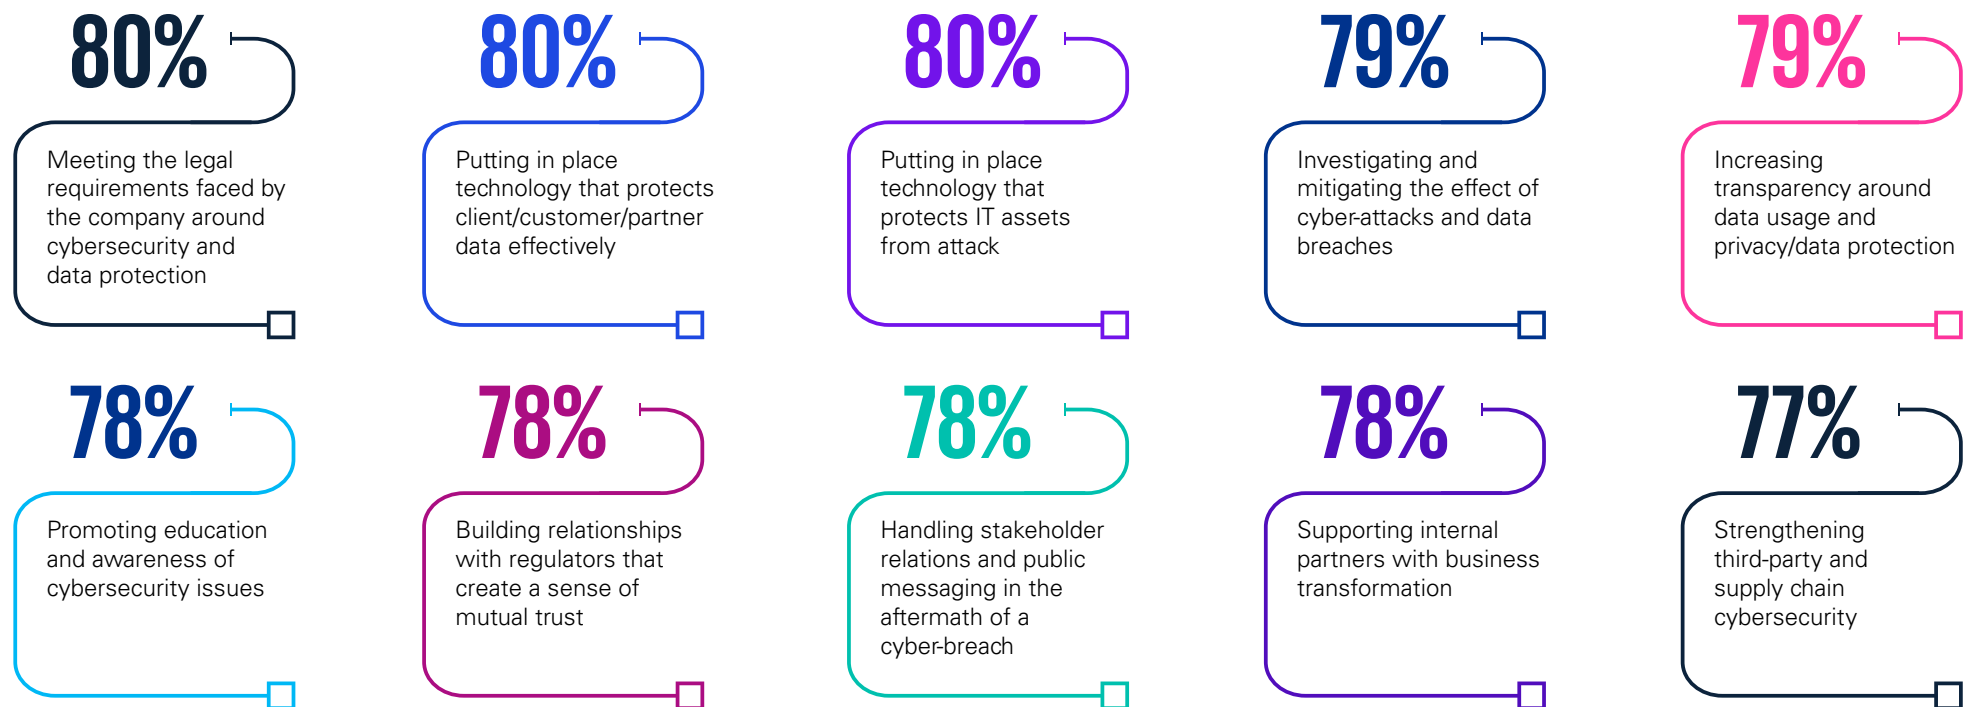 80%
Meeting the legal
requirements faced by
the company around
cybersecurity and
data protection
80%
Putting in place
technology that protects
client/customer/partner
data effectively
80%
Putting in place
technology that
protects IT assets
from attack
79%
Investigating and
mitigating the effect of
cyber-attacks and data
breaches
79%
Increasing
transparency around
data usage and
privacy/data protection
78%
Promoting education
and awareness of
cybersecurity issues
78%
Building relationships
with regulators that
create a sense of
mutual trust
78%
Handling stakeholder
relations and public
messaging in the
aftermath of a
cyber-breach
78%
Supporting internal
partners with business
transformation
77%
Strengthening
third-party and
supply chain
cybersecurity